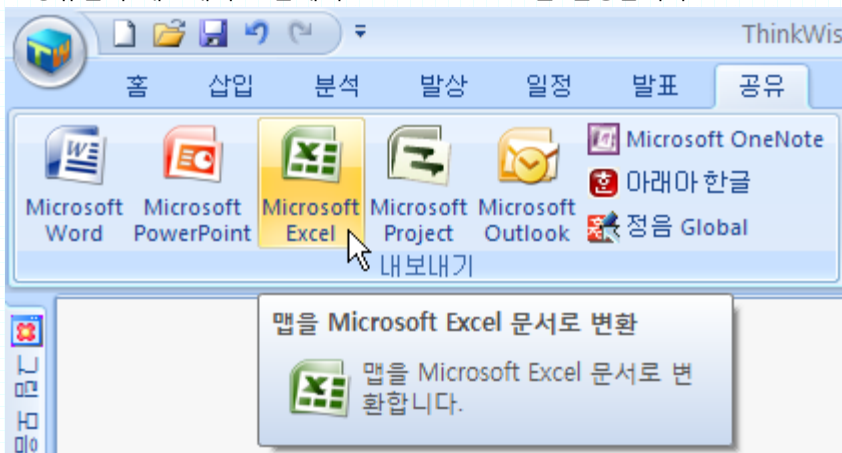 ThinkWis
홈 삽입 분석 발상 일정 발표 공유
Microsoft Word
Microsoft PowerPoint
Microsoft Excel
Microsoft Project
Microsoft Outlook
Microsoft OneNote
아래아 한글
정음 Global
내보내기
맵을 Microsoft Excel 문서로 변환
맵을 Microsoft Excel 문서로 변
환합니다.